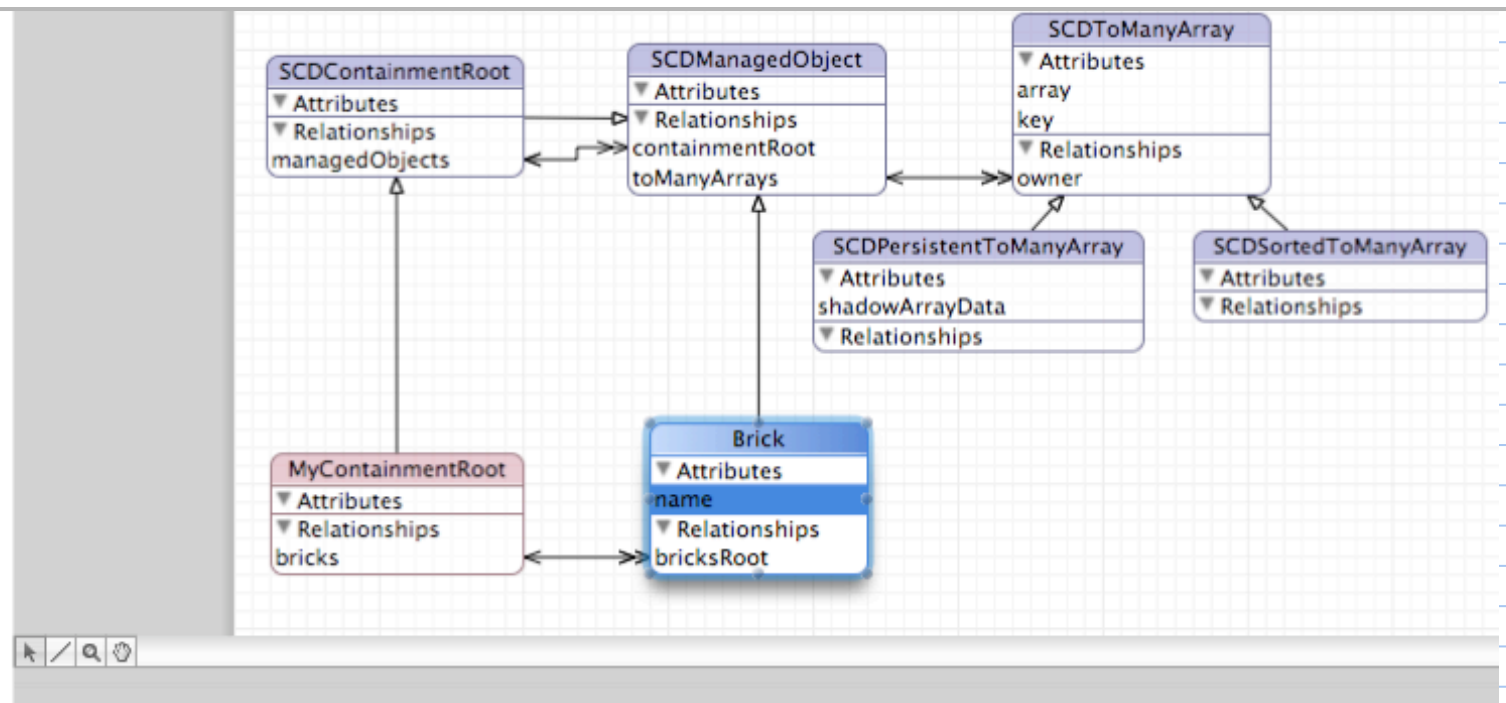 SCDContainmentRoot
Attributes
Relationships
managedObjects
SCDManagedObject
Attributes
Relationships
containmentRoot
toManyArrays
SCDToManyArray
Attributes
array
key
Relationships
owner
SCDPersistentToManyArray
Attributes
shadowArrayData
Relationships
SCDSortedToManyArray
Attributes
Relationships
MyContainmentRoot
Attributes
Relationships
bricks
Brick
Attributes
name
Relationships
bricksRoot